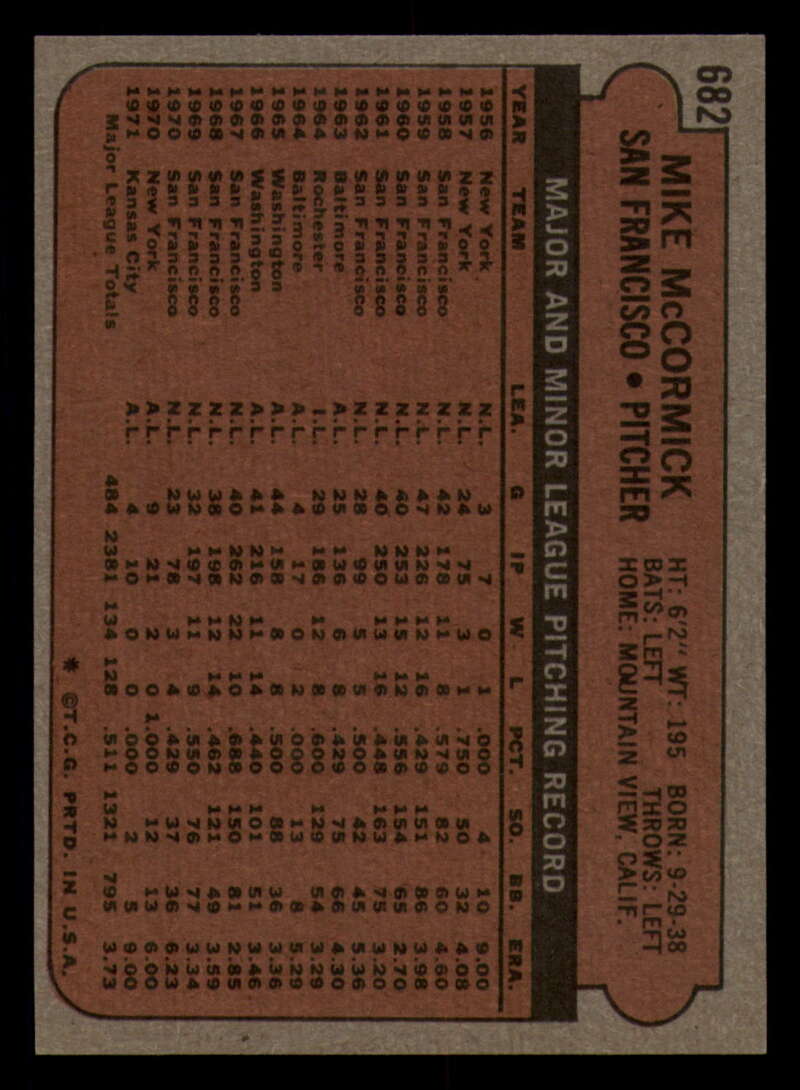 682
MIKE McCORMICK
SAN FRANCISCO • PITCHER
HT: 6'2" WT: 195 BORN: 9-29-38
BATS: LEFT THROWS: LEFT
HOME: MOUNTAIN VIEW, CALIF.
MAJOR AND MINOR LEAGUE PITCHING RECORD
YEAR TEAM LEA. G IP W L PCT. SO. BB. ERA.
1956 New York N.L. 3 7 0 1 .000 4 10 9.00
1957 New York N.L. 24 75 3 1 .750 50 32 4.08
1958 San Francisco N.L. 42 178 11 8 .579 82 60 4.60
1959 San Francisco N.L. 47 226 12 16 .429 151 86 3.98
1960 San Francisco N.L. 40 253 15 12 .556 154 65 2.70
1961 San Francisco N.L. 40 250 13 16 .448 163 75 3.20
1962 San Francisco N.L. 28 99 5 5 .500 42 45 5.36
1963 Baltimore A.L. 25 136 6 8 .429 75 66 4.30
1964 Rochester I.L. 29 186 12 8 .600 129 54 3.29
1964 Baltimore A.L. 4 17 0 2 .000 13 8 5.29
1965 Washington A.L. 44 158 8 8 .500 88 36 3.36
1966 Washington A.L. 41 216 11 14 .440 101 51 3.46
1967 San Francisco N.L. 40 262 22 10 .688 150 81 2.85
1968 San Francisco N.L. 38 198 12 14 .462 121 49 3.59
1969 San Francisco N.L. 32 197 11 9 .550 76 77 3.34
1970 San Francisco N.L. 23 78 3 4 .429 37 36 6.23
1970 New York A.L. 9 21 2 0 1.000 12 13 6.00
1971 Kansas City A.L. 4 10 0 0 .000 2 5 9.00
Major League Totals 484 2381 134 128 .511 1321 795 3.73
* ©T.C.G. PRTD. IN U.S.A.